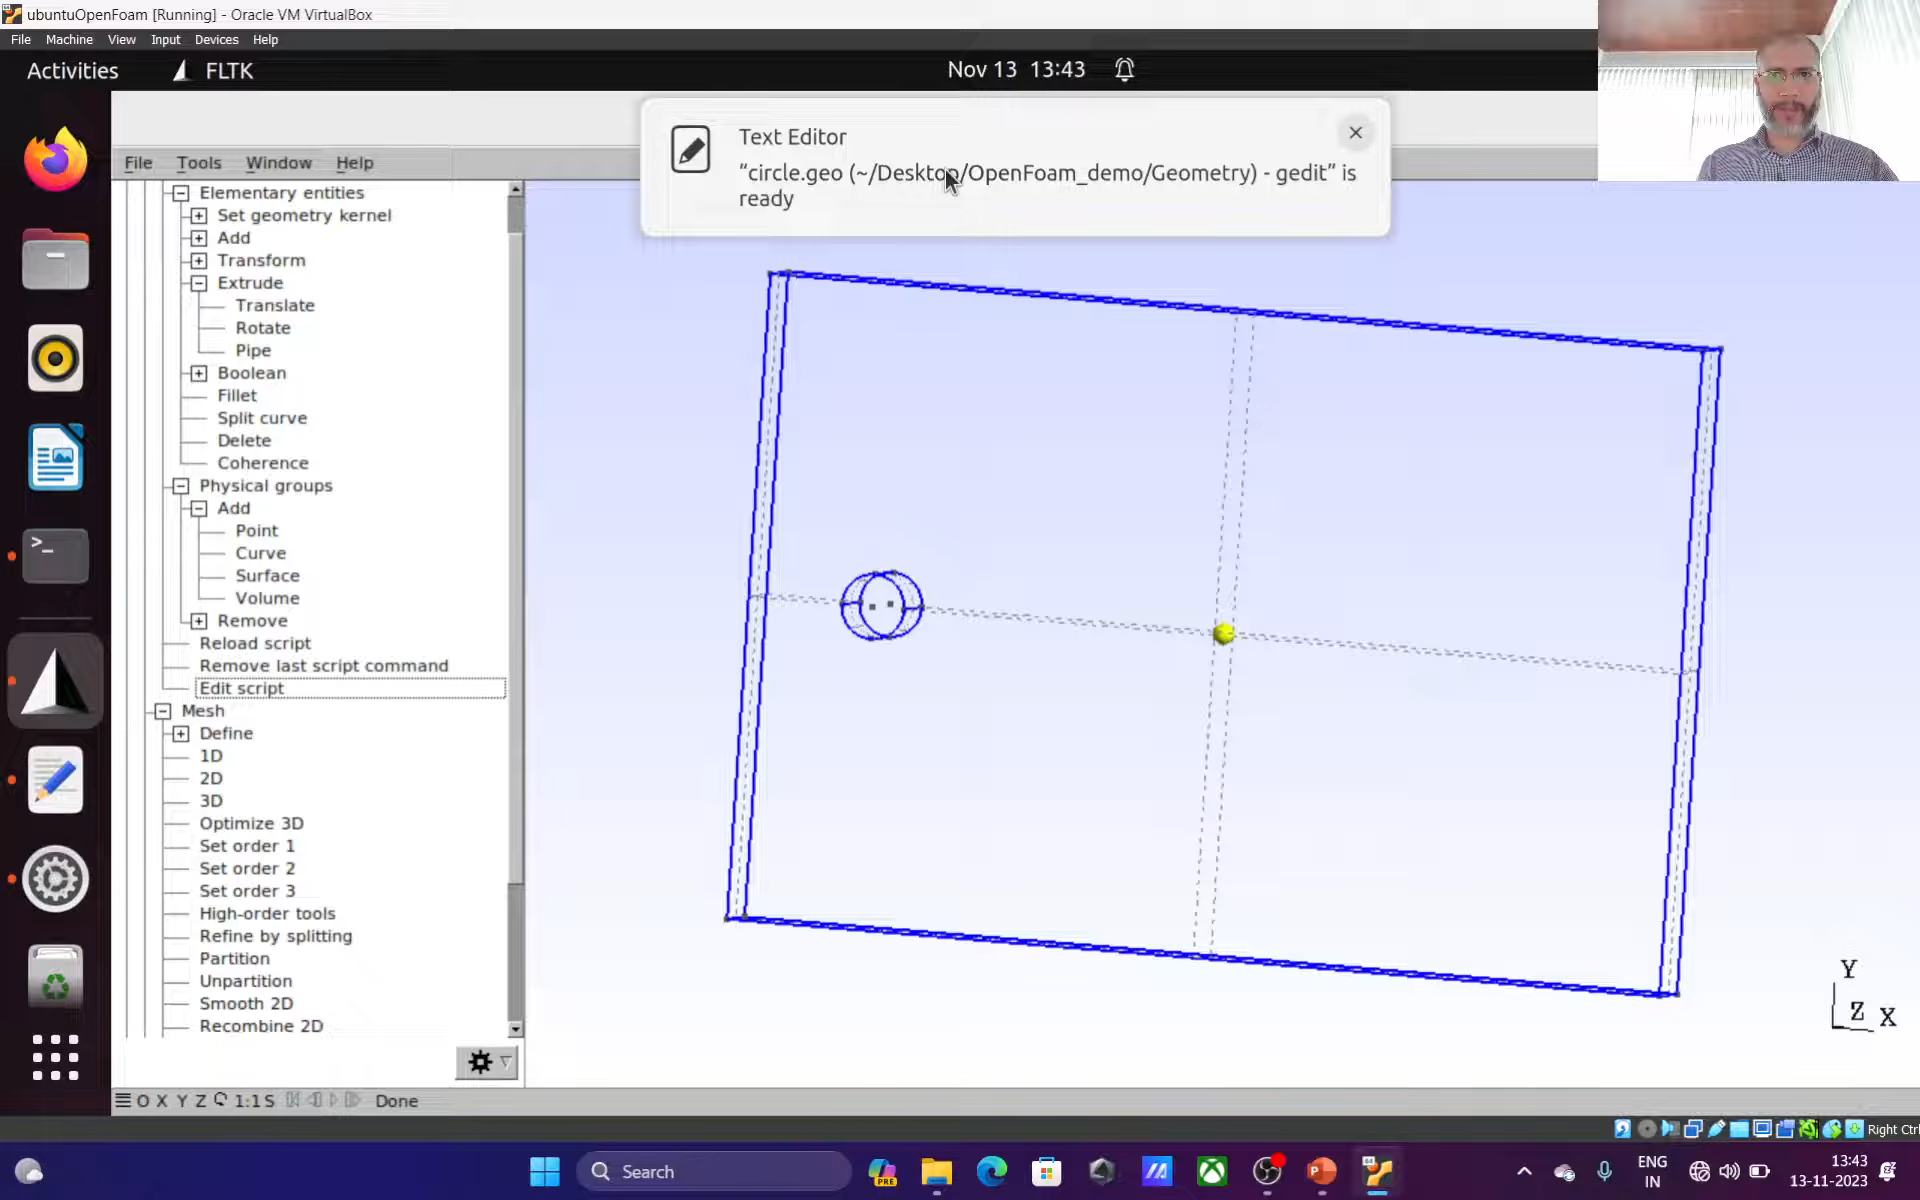 ubuntuOpenFoam [Running] - Oracle VM VirtualBox
File Machine View Input Devices Help
Activities FLTK Nov 13 13:43
Text Editor
“circle.geo (~/Desktop/OpenFoam_demo/Geometry) - gedit” is
ready
File Tools Window Help
Elementary entities
Set geometry kernel
Add
Transform
Extrude
Translate
Rotate
Pipe
Boolean
Fillet
Split curve
Delete
Coherence
Physical groups
Add
Point
Curve
Surface
Volume
Remove
Reload script
Remove last script command
Edit script
Mesh
Define
1D
2D
3D
Optimize 3D
Set order 1
Set order 2
Set order 3
High-order tools
Refine by splitting
Partition
Unpartition
Smooth 2D
Recombine 2D
Y
Z X
O X Y Z 1:1 S Done
Right Ctrl
Search
PRE
ENG
IN
13:43
13-11-2023